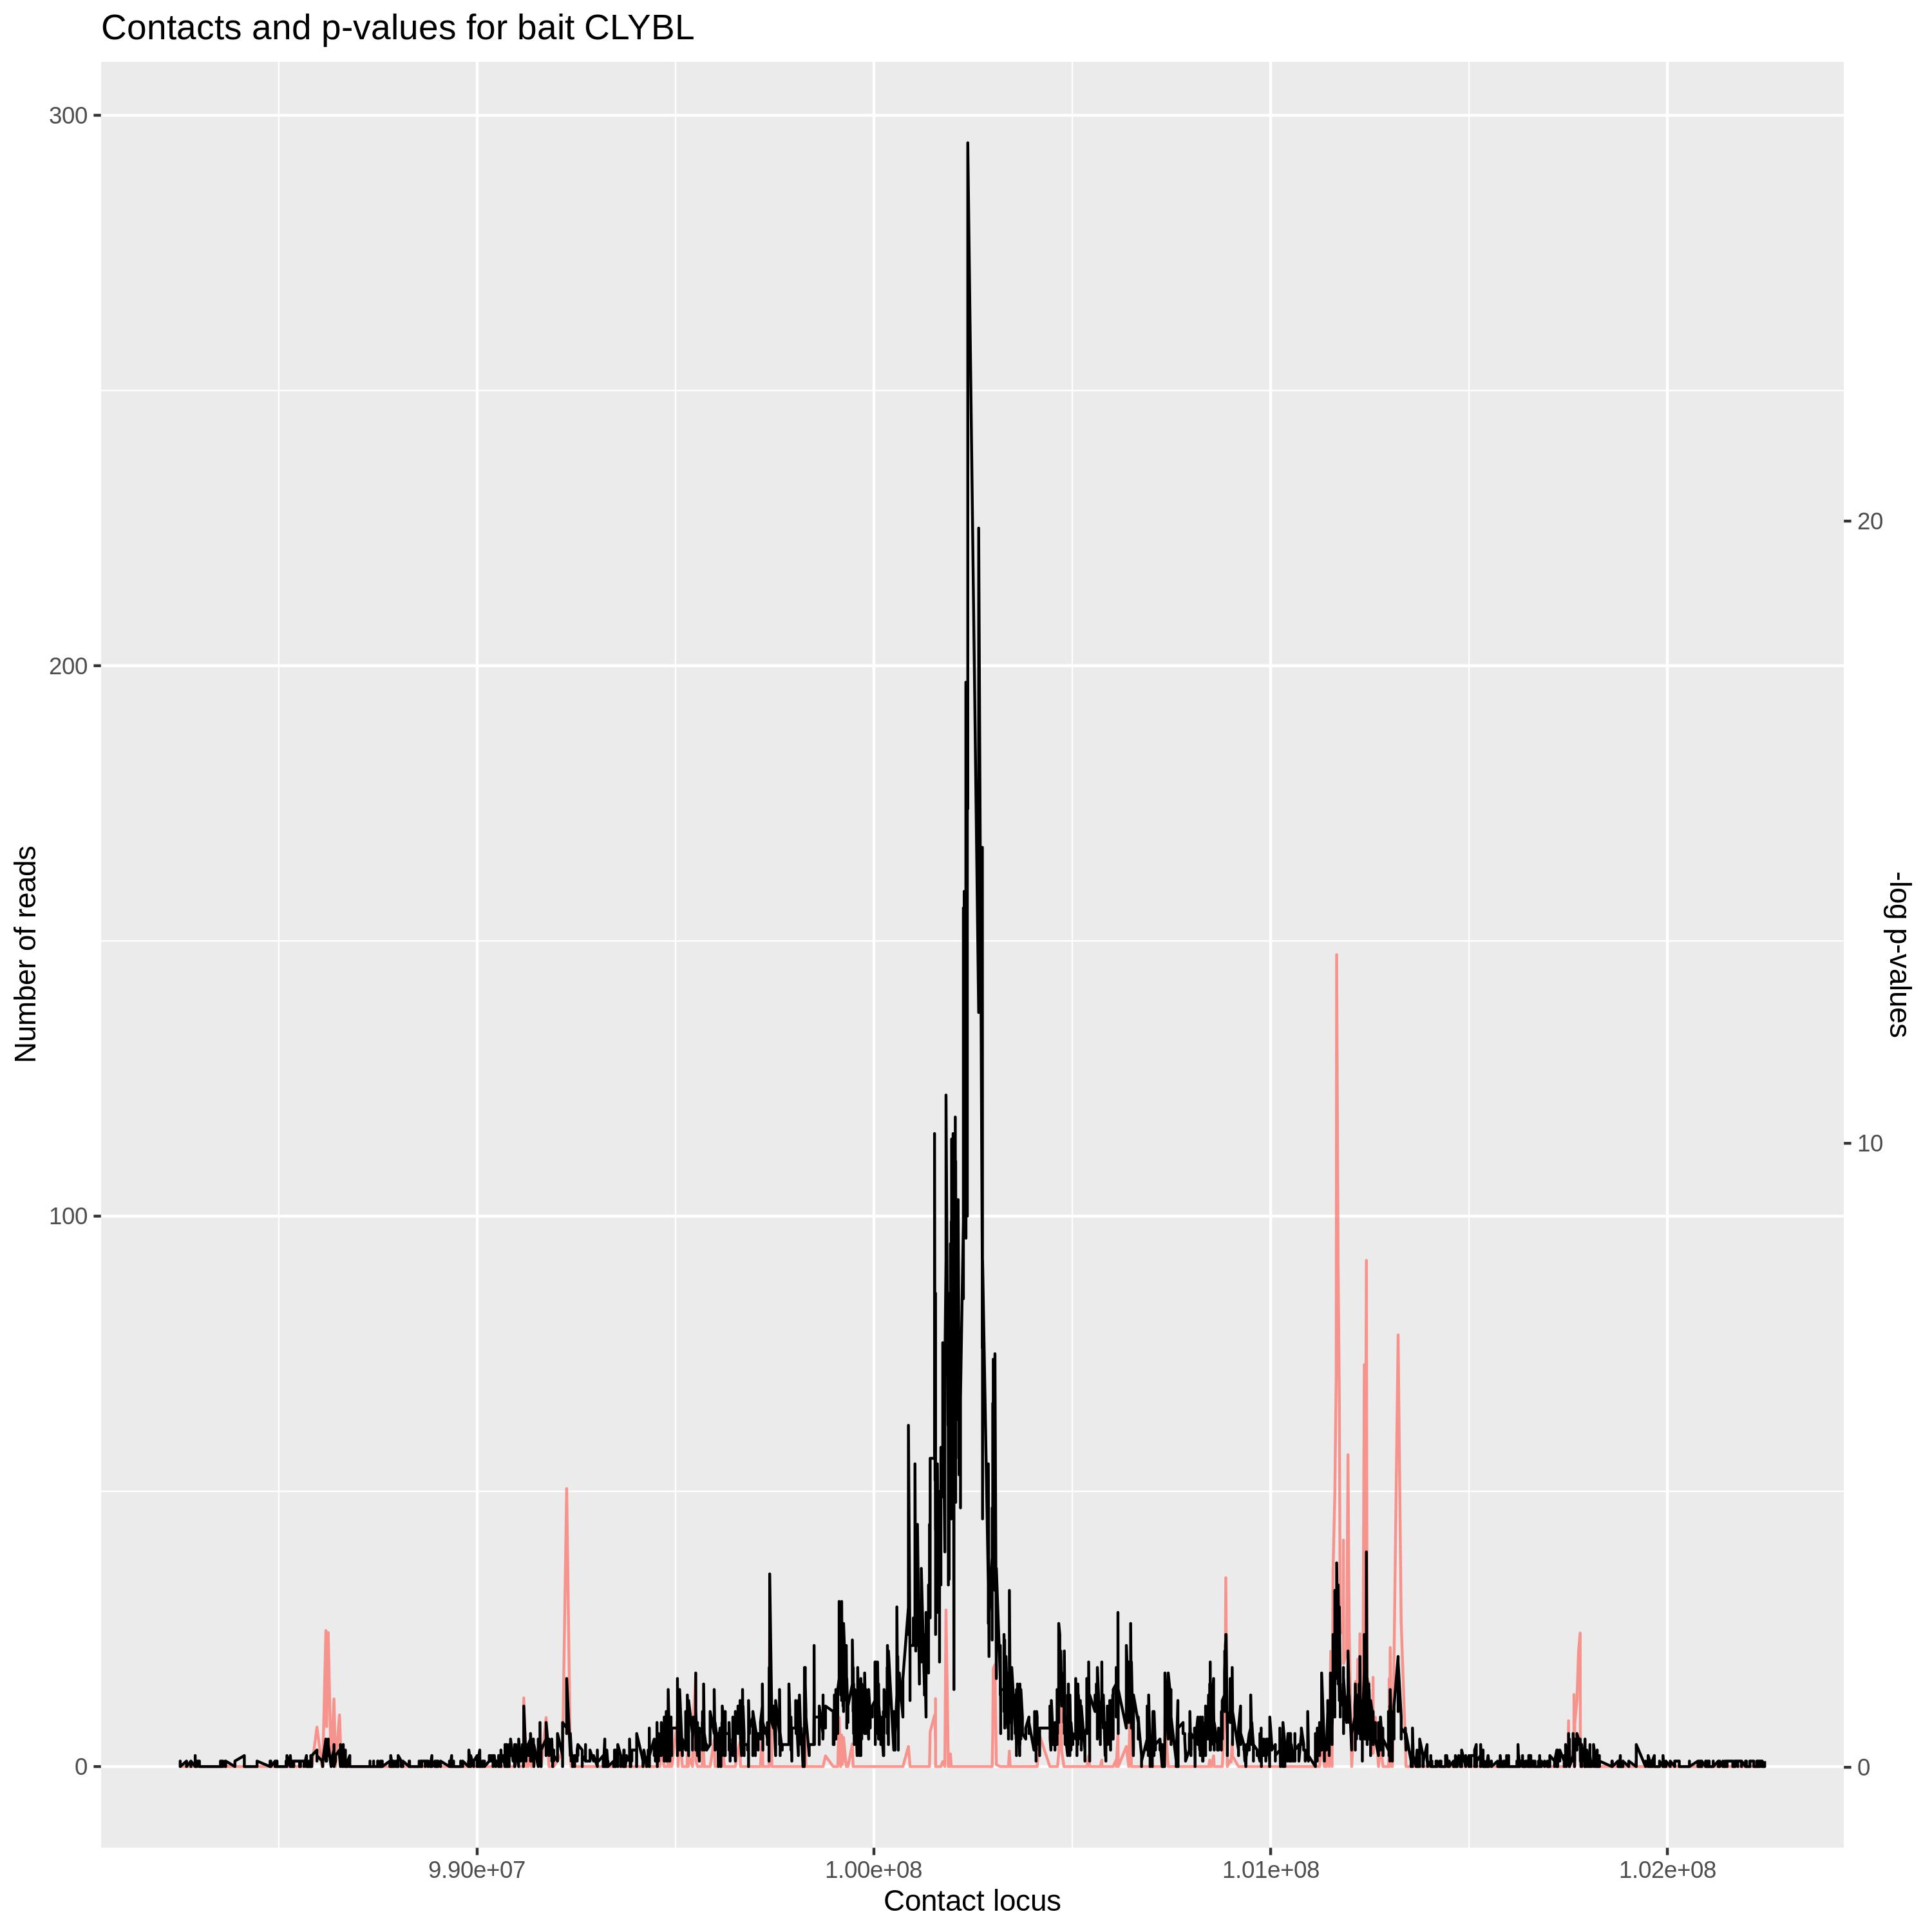 Contacts and p-values for bait CLYBL
300
200
100
0
Number of reads
20
10
0
-log p-values
9.90e+07
1.00e+08
1.01e+08
1.02e+08
Contact locus